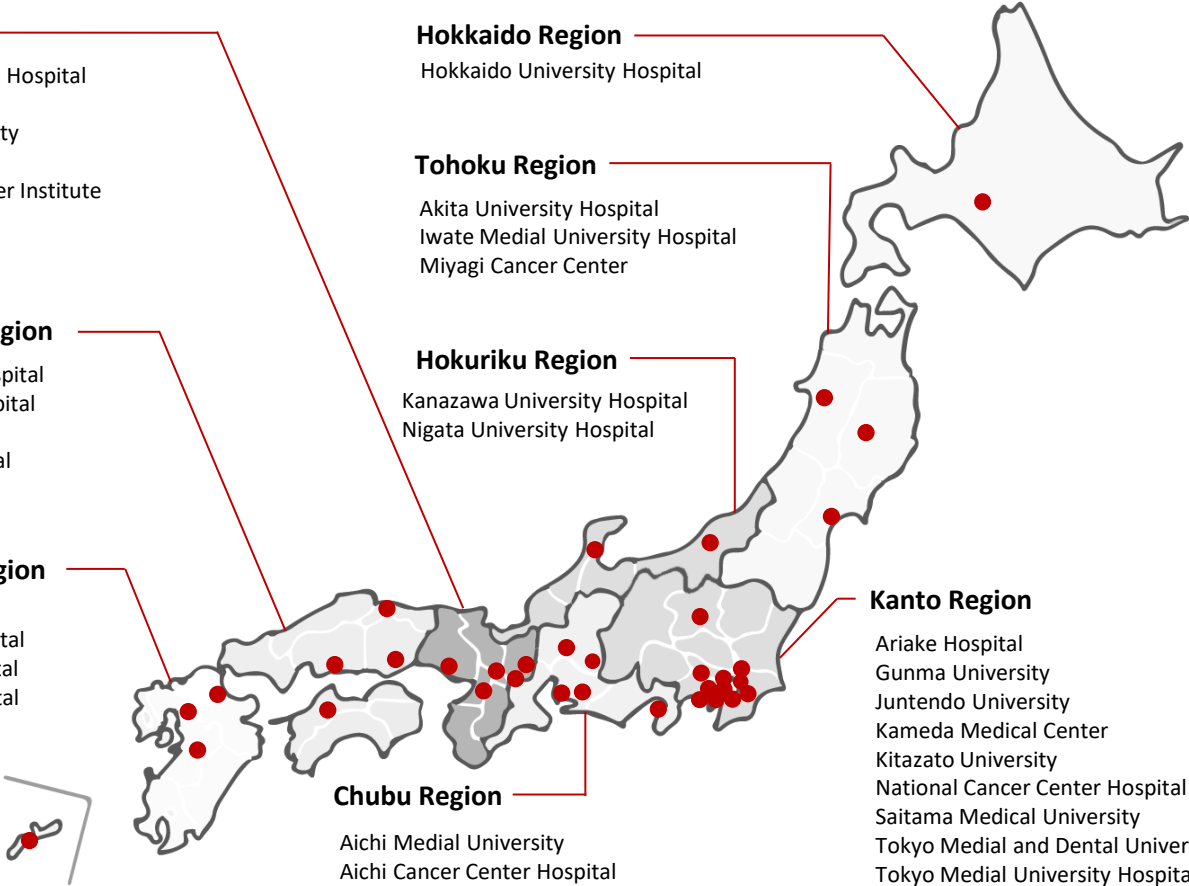 Hospital
ty
er Institute
gion
spital
pital
al
gion
ital
tal
tal
Hokkaido Region
Hokkaido University Hospital
Tohoku Region
Akita University Hospital
Iwate Medial University Hospital
Miyagi Cancer Center
Hokuriku Region
Kanazawa University Hospital
Nigata University Hospital
Chubu Region
Aichi Medial University
Aichi Cancer Center Hospital
Kanto Region
Ariake Hospital
Gunma University
Juntendo University
Kameda Medical Center
Kitazato University
National Cancer Center Hospital
Saitama Medical University
Tokyo Medial and Dental Univer
Tokyo Medial University Hospita